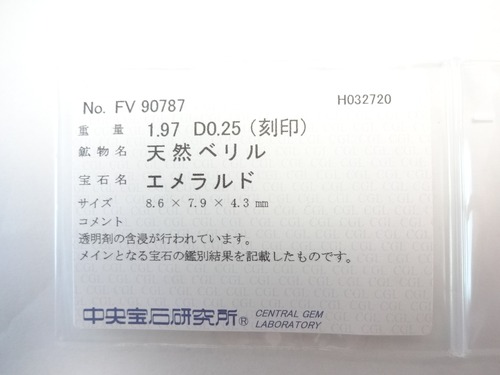 No. FV 90787 H032720
重量 1.97 D0.25 (刻印)
鉱物名 天然ベリル
宝石名 エメラルド
サイズ 8.6 × 7.9 × 4.3 mm
コメント
透明剤の含浸が行われています。
メインとなる宝石の鑑別結果を記載したものです。
中央宝石研究所® CENTRAL GEM
LABORATORY